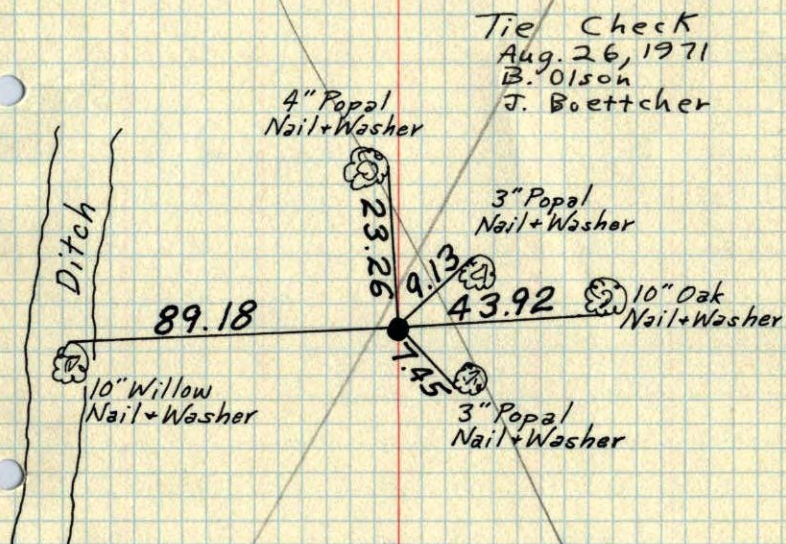 Tie Check
Aug. 26, 1971
B. Olson
J. Boettcher
4" Popal
Nail + Washer
23.26
3" Popal
Nail + Washer
9.13
43.92
10" Oak
Nail + Washer
Ditch
89.18
10" Willow
Nail + Washer
7.45
3" Popal
Nail + Washer